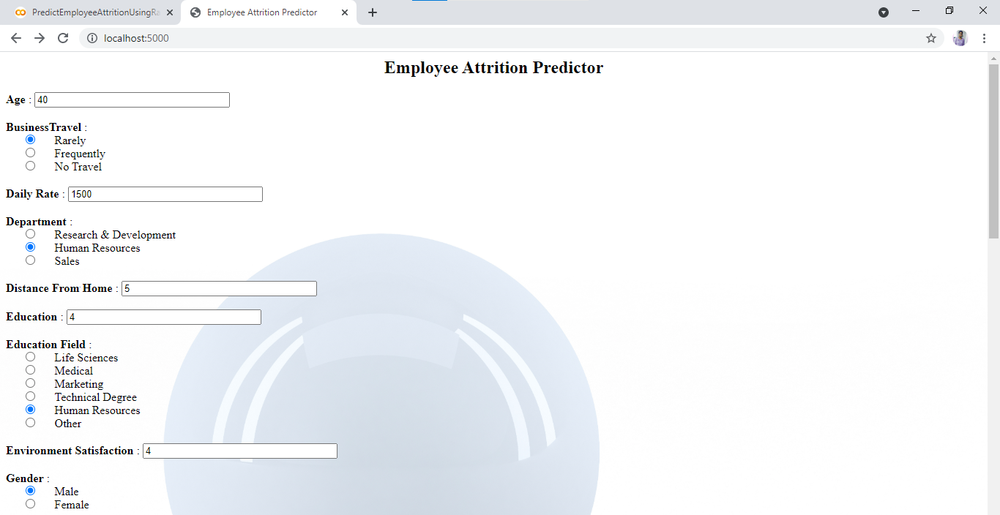 PredictEmployeeAttritionUsingRa
Employee Attrition Predictor
localhost:5000
Employee Attrition Predictor
Age : 40
BusinessTravel :
Rarely
Frequently
No Travel
Daily Rate : 1500
Department :
Research & Development
Human Resources
Sales
Distance From Home : 5
Education : 4
Education Field :
Life Sciences
Medical
Marketing
Technical Degree
Human Resources
Other
Environment Satisfaction : 4
Gender :
Male
Female